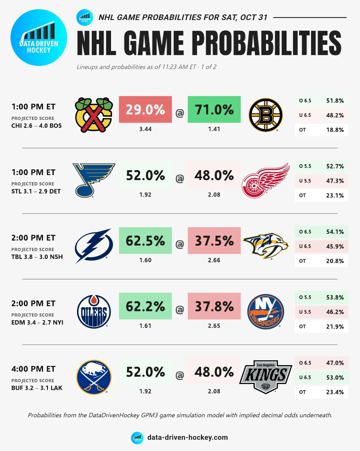 NHL GAME PROBABILITIES FOR SAT, OCT 31
DATA DRIVEN
HOCKEY
NHL GAME PROBABILITIES
Lineups and probabilities as of 11:23 AM ET · 1 of 2
1:00 PM ET
PROJECTED SCORE
CHI 2.6 – 4.0 BOS
29.0% @ 71.0%
3.44 1.41
O 6.5 51.8%
U 6.5 48.2%
OT 18.8%
1:00 PM ET
PROJECTED SCORE
STL 3.1 – 2.9 DET
52.0% @ 48.0%
1.92 2.08
O 5.5 52.7%
U 5.5 47.3%
OT 23.1%
2:00 PM ET
PROJECTED SCORE
TBL 3.8 – 3.0 NSH
62.5% @ 37.5%
1.60 2.66
O 6.5 54.1%
U 6.5 45.9%
OT 20.8%
2:00 PM ET
PROJECTED SCORE
EDM 3.4 – 2.7 NYI
OILERS
62.2% @ 37.8%
1.61 2.65
O 5.5 53.8%
U 5.5 46.2%
OT 21.9%
4:00 PM ET
PROJECTED SCORE
BUF 3.2 – 3.1 LAK
52.0% @ 48.0%
1.92 2.08
KINGS
O 6.5 47.0%
U 6.5 53.0%
OT 23.4%
Probabilities from the DataDrivenHockey GPM3 game simulation model with implied decimal odds underneath.
data-driven-hockey.com